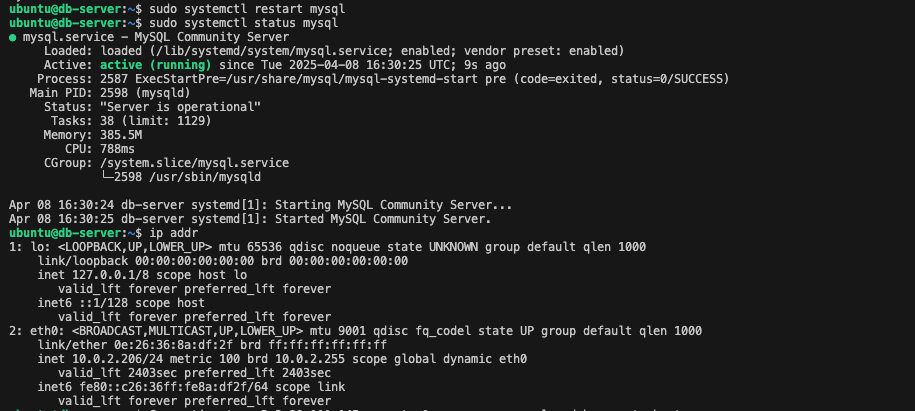 ubuntu@db-server:~$ sudo systemctl restart mysql
ubuntu@db-server:~$ sudo systemctl status mysql
● mysql.service - MySQL Community Server
     Loaded: loaded (/lib/systemd/system/mysql.service; enabled; vendor preset: enabled)
     Active: active (running) since Tue 2025-04-08 16:30:25 UTC; 9s ago
    Process: 2587 ExecStartPre=/usr/share/mysql/mysql-systemd-start pre (code=exited, status=0/SUCCESS)
   Main PID: 2598 (mysqld)
     Status: "Server is operational"
      Tasks: 38 (limit: 1129)
     Memory: 385.5M
        CPU: 788ms
     CGroup: /system.slice/mysql.service
             └─2598 /usr/sbin/mysqld

Apr 08 16:30:24 db-server systemd[1]: Starting MySQL Community Server...
Apr 08 16:30:25 db-server systemd[1]: Started MySQL Community Server.
ubuntu@db-server:~$ ip addr
1: lo: <LOOPBACK,UP,LOWER_UP> mtu 65536 qdisc noqueue state UNKNOWN group default qlen 1000
    link/loopback 00:00:00:00:00:00 brd 00:00:00:00:00:00
    inet 127.0.0.1/8 scope host lo
       valid_lft forever preferred_lft forever
    inet6 ::1/128 scope host
       valid_lft forever preferred_lft forever
2: eth0: <BROADCAST,MULTICAST,UP,LOWER_UP> mtu 9001 qdisc fq_codel state UP group default qlen 1000
    link/ether 0e:26:36:8a:df:2f brd ff:ff:ff:ff:ff:ff
    inet 10.0.2.206/24 metric 100 brd 10.0.2.255 scope global dynamic eth0
       valid_lft 2403sec preferred_lft 2403sec
    inet6 fe80::c26:36ff:fe8a:df2f/64 scope link
       valid_lft forever preferred_lft forever